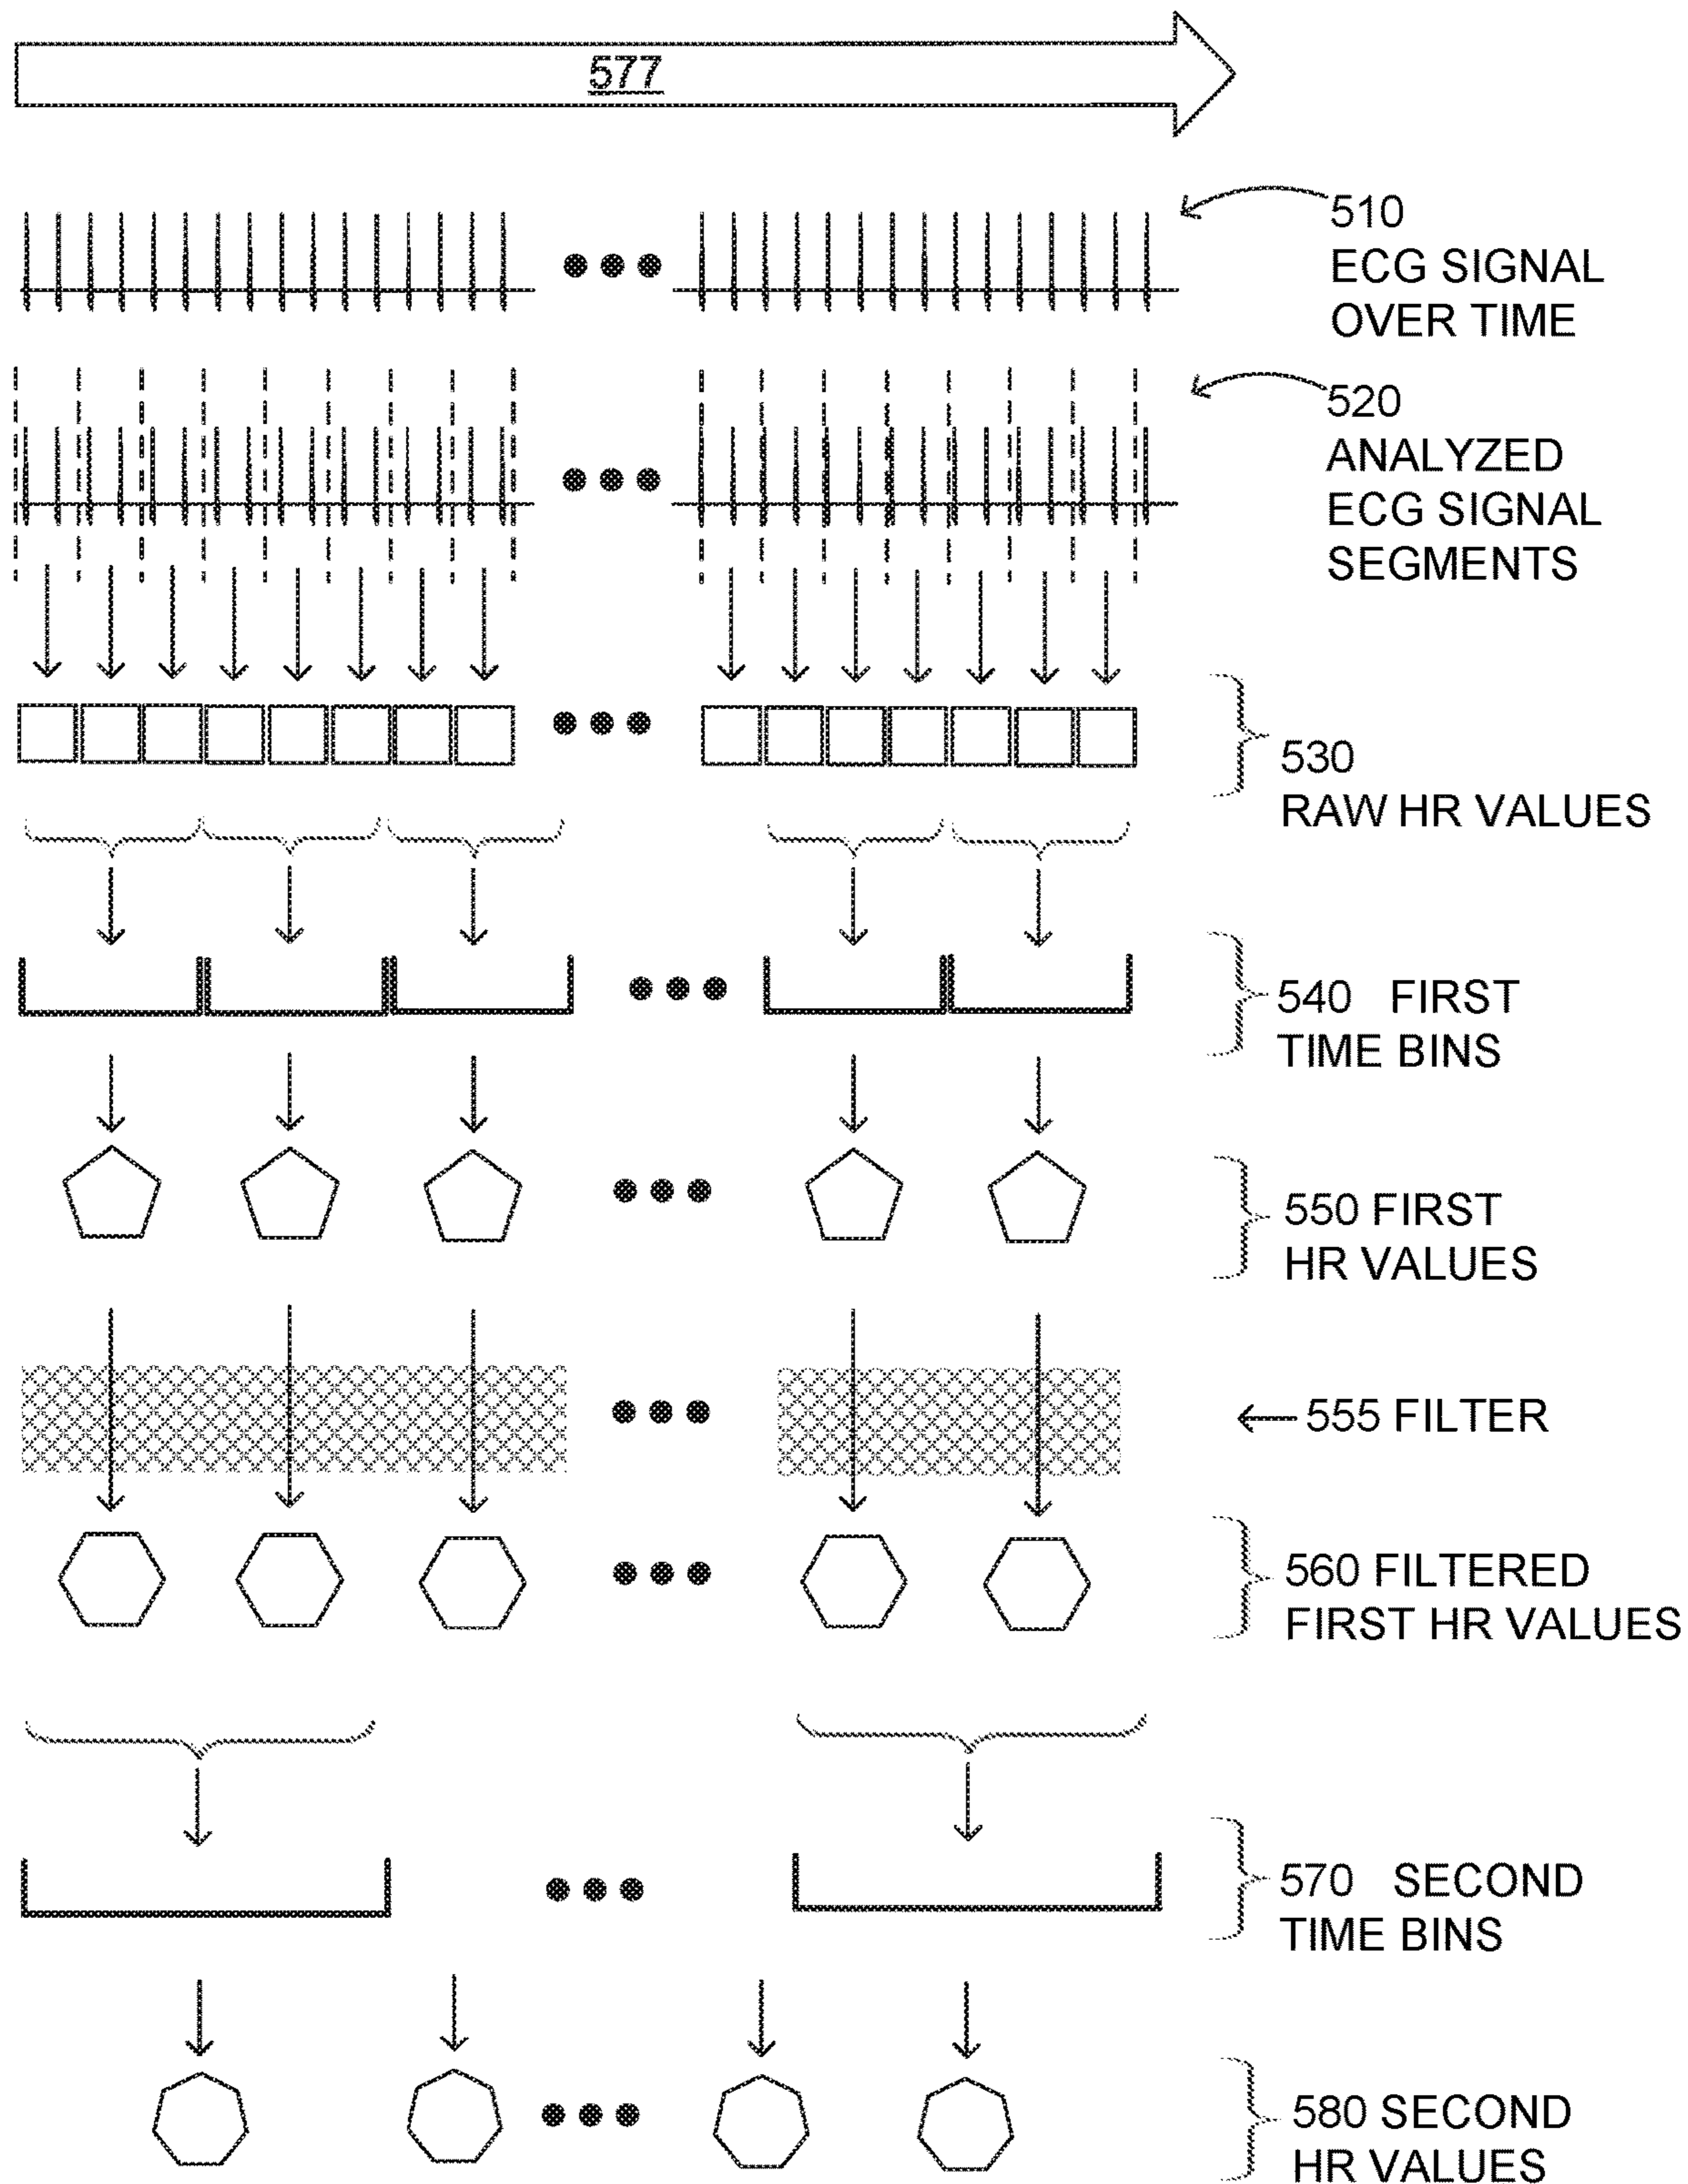 577
510
ECG SIGNAL
OVER TIME
520
ANALYZED
ECG SIGNAL
SEGMENTS
530
RAW HR VALUES
540 FIRST
TIME BINS
550 FIRST
HR VALUES
555 FILTER
560 FILTERED
FIRST HR VALUES
570 SECOND
TIME BINS
580 SECOND
HR VALUES